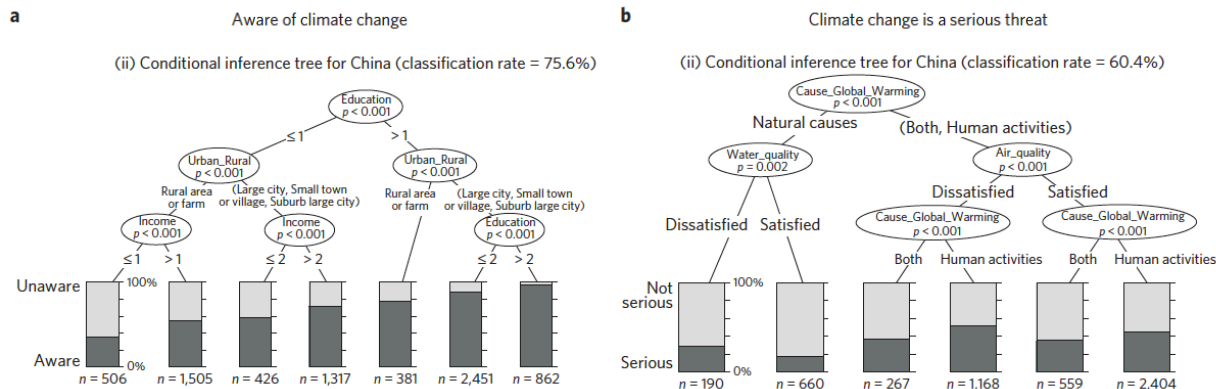 a
Aware of climate change
(ii) Conditional inference tree for China (classification rate = 75.6%)
Education
p < 0.001
≤ 1
> 1
Urban_Rural
p < 0.001
Urban_Rural
p < 0.001
Rural area
or farm
(Large city, Small town
or village, Suburb large city)
Rural area
or farm
(Large city, Small town
or village, Suburb large city)
Income
p < 0.001
Income
p < 0.001
Education
p < 0.001
≤ 1
> 1
≤ 2
> 2
≤ 2
> 2
Unaware
100%
Aware
0%
n = 506
n = 1,505
n = 426
n = 1,317
n = 381
n = 2,451
n = 862
b
Climate change is a serious threat
(ii) Conditional inference tree for China (classification rate = 60.4%)
Cause_Global_Warming
p < 0.001
Natural causes
(Both, Human activities)
Water_quality
p = 0.002
Air_quality
p < 0.001
Dissatisfied
Satisfied
Dissatisfied
Satisfied
Cause_Global_Warming
p < 0.001
Cause_Global_Warming
p < 0.001
Both
Human activities
Both
Human activities
Not
serious
100%
Serious
0%
n = 190
n = 660
n = 267
n = 1.168
n = 559
n = 2,404